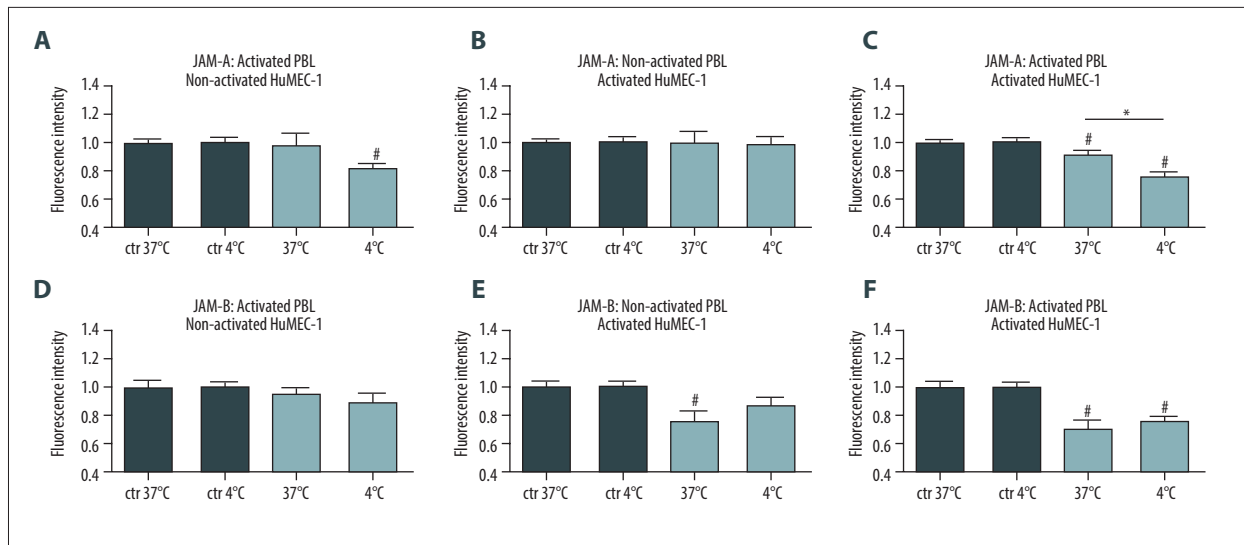 A
JAM-A: Activated PBL
Non-activated HuMEC-1
Fluorescence intensity
1.4
1.2
1.0
0.8
0.6
0.4
#
ctr 37°C
ctr 4°C
37°C
4°C
B
JAM-A: Non-activated PBL
Activated HuMEC-1
Fluorescence intensity
1.4
1.2
1.0
0.8
0.6
0.4
ctr 37°C
ctr 4°C
37°C
4°C
C
JAM-A: Activated PBL
Activated HuMEC-1
Fluorescence intensity
1.4
1.2
1.0
0.8
0.6
0.4
*
#
#
ctr 37°C
ctr 4°C
37°C
4°C
D
JAM-B: Activated PBL
Non-activated HuMEC-1
Fluorescence intensity
1.4
1.2
1.0
0.8
0.6
0.4
ctr 37°C
ctr 4°C
37°C
4°C
E
JAM-B: Non-activated PBL
Activated HuMEC-1
Fluorescence intensity
1.4
1.2
1.0
0.8
0.6
0.4
#
ctr 37°C
ctr 4°C
37°C
4°C
F
JAM-B: Activated PBL
Activated HuMEC-1
Fluorescence intensity
1.4
1.2
1.0
0.8
0.6
0.4
#
#
ctr 37°C
ctr 4°C
37°C
4°C